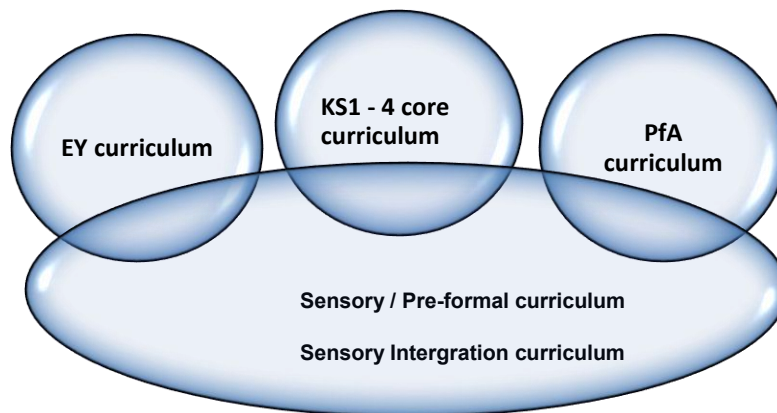 EY curriculum
KS1 - 4 core
curriculum
PfA
curriculum
Sensory / Pre-formal curriculum
Sensory Intergration curriculum